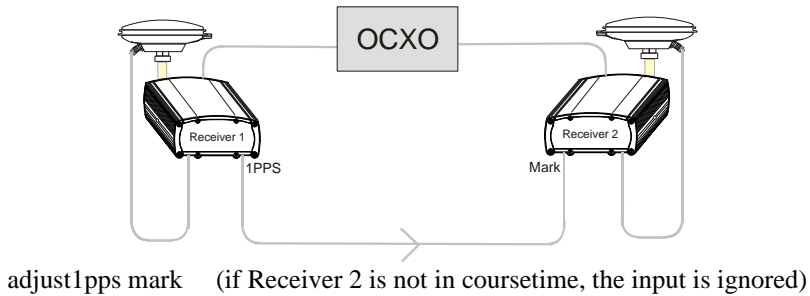 OCXO
Receiver 1
Receiver 2
1PPS
Mark
adjust1pps mark (if Receiver 2 is not in coursetime, the input is ignored)